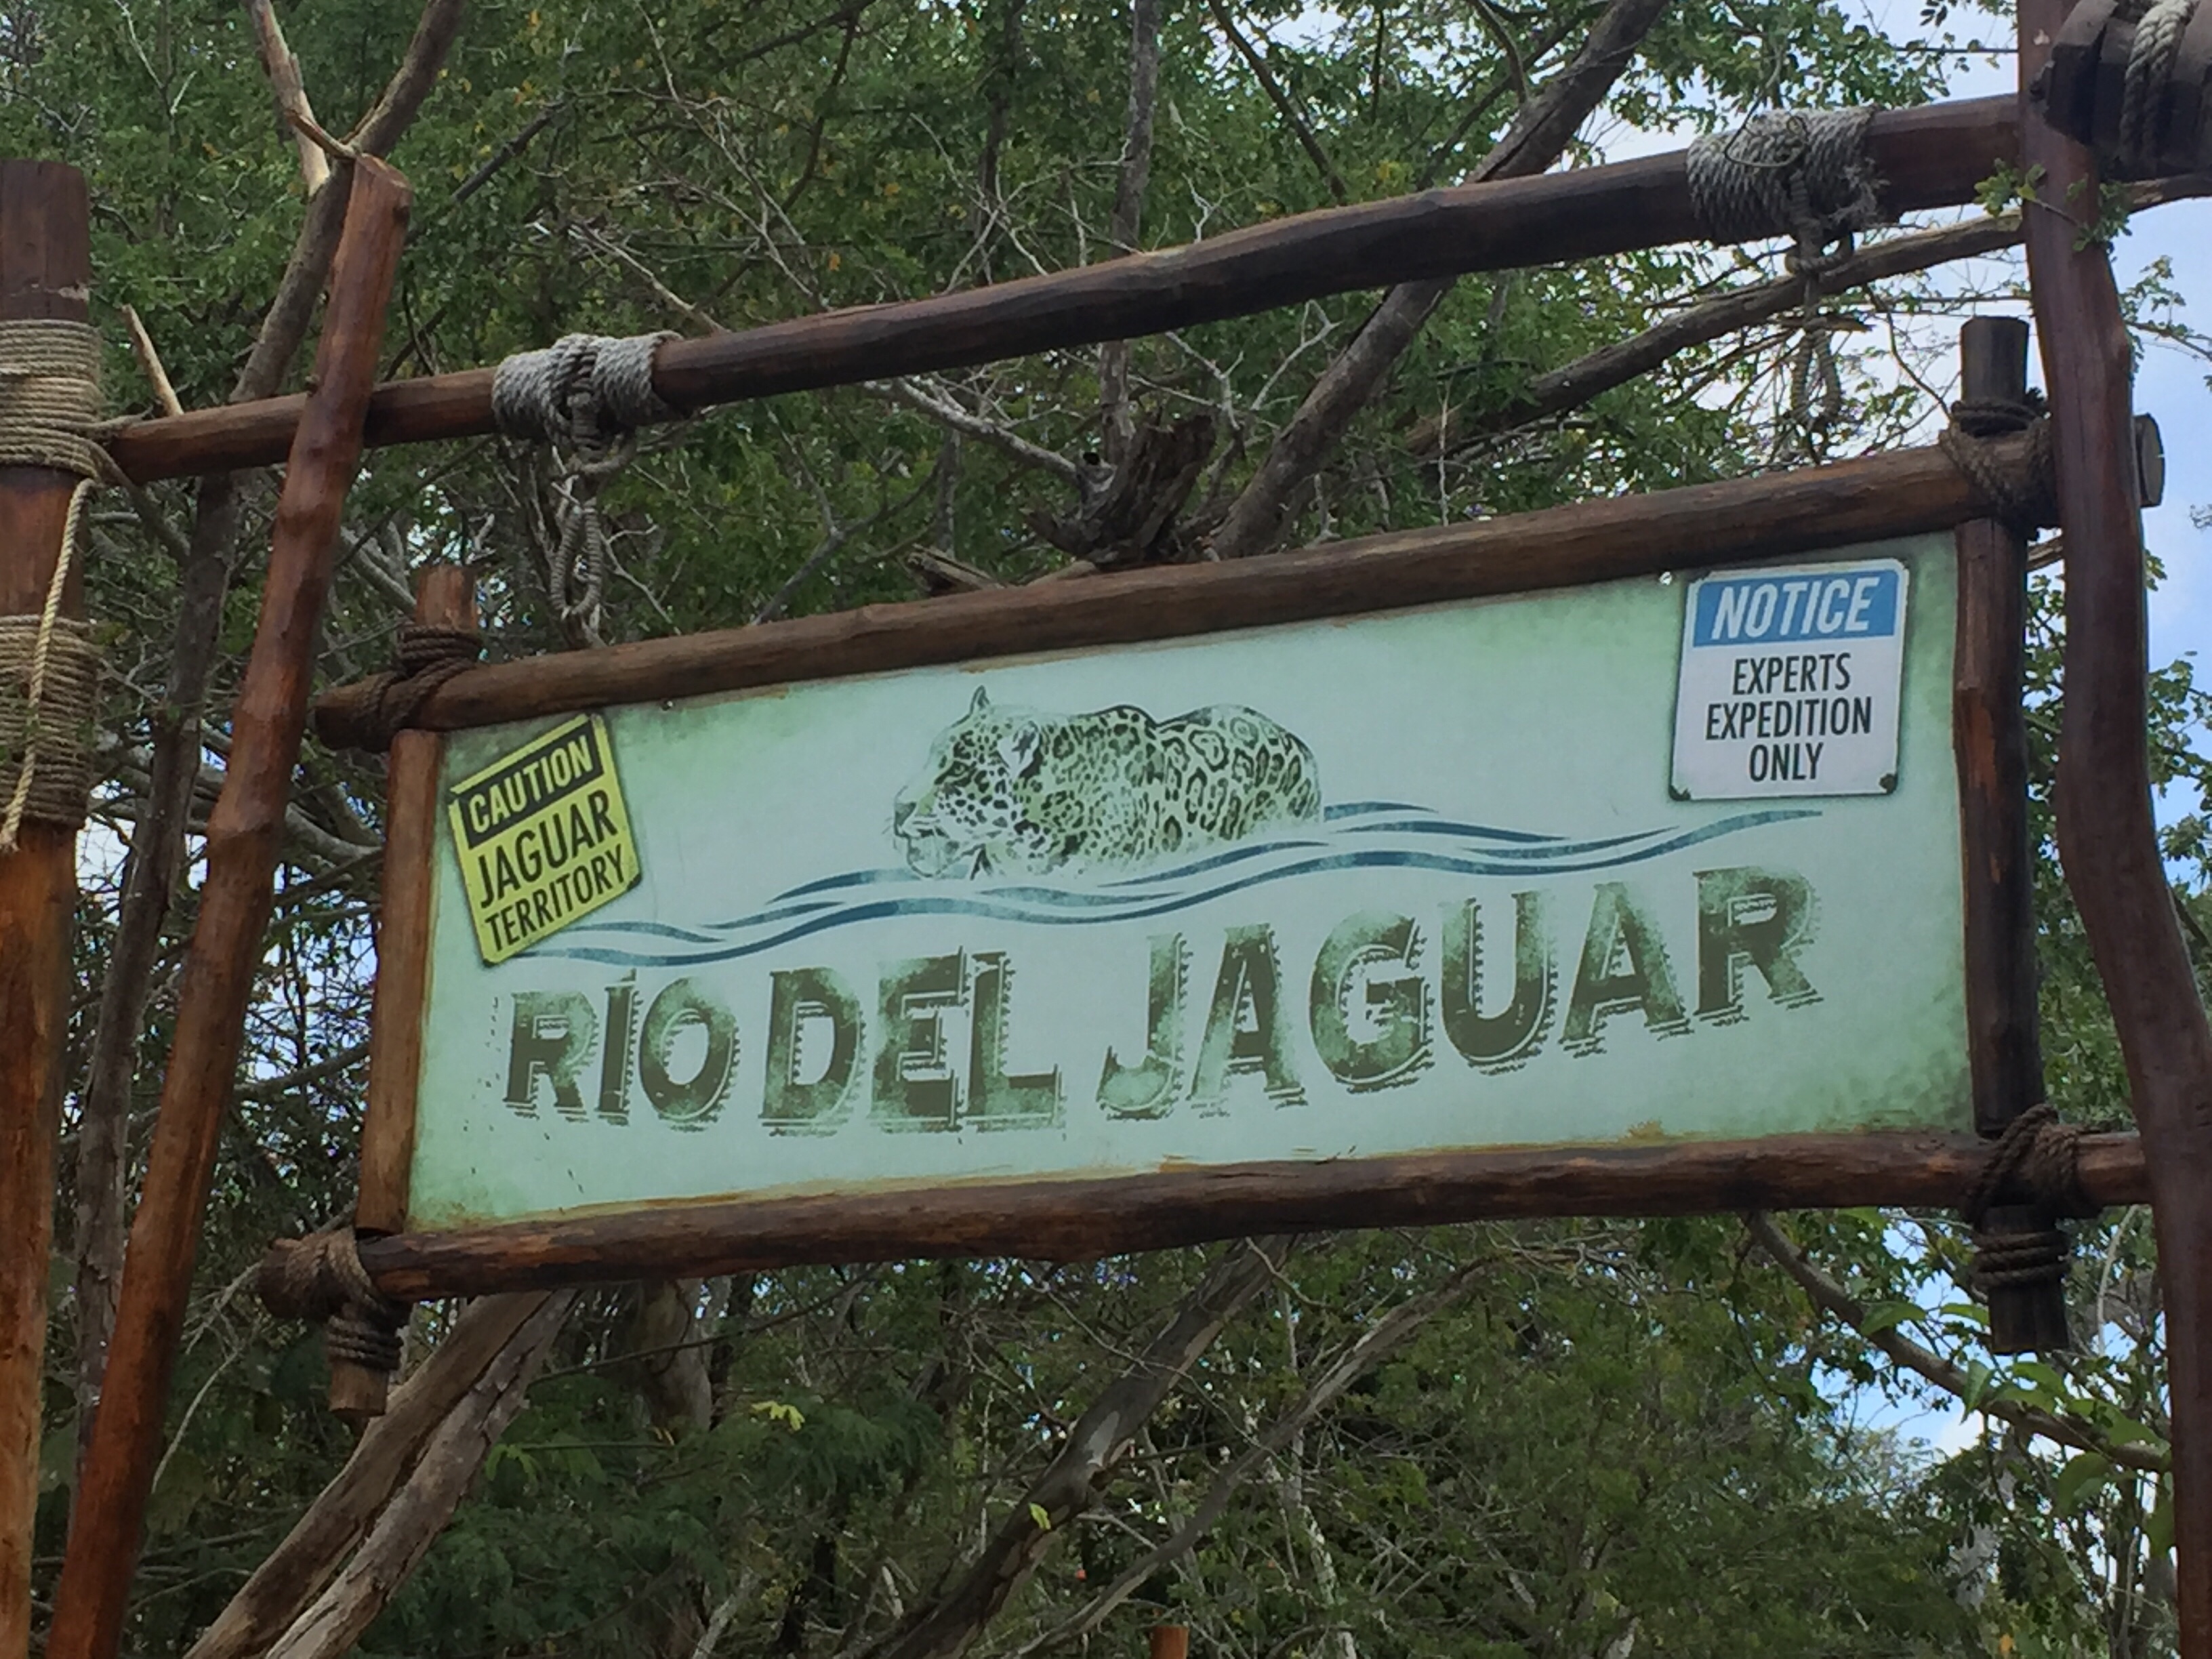 CAUTION
JAGUAR
TERRITORY
NOTICE
EXPERTS
EXPEDITION
ONLY
RÍO DEL JAGUAR